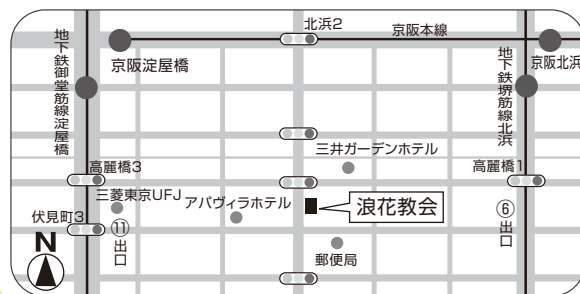 北浜2
京阪本線
京阪淀屋橋
京阪北浜
地下鉄御堂筋線淀屋橋
地下鉄堺筋線北浜
三井ガーデンホテル
高麗橋3
高麗橋1
三菱東京UFJ
アパヴィラホテル
浪花教会
伏見町3
⑪出口
⑥出口
郵便局
N